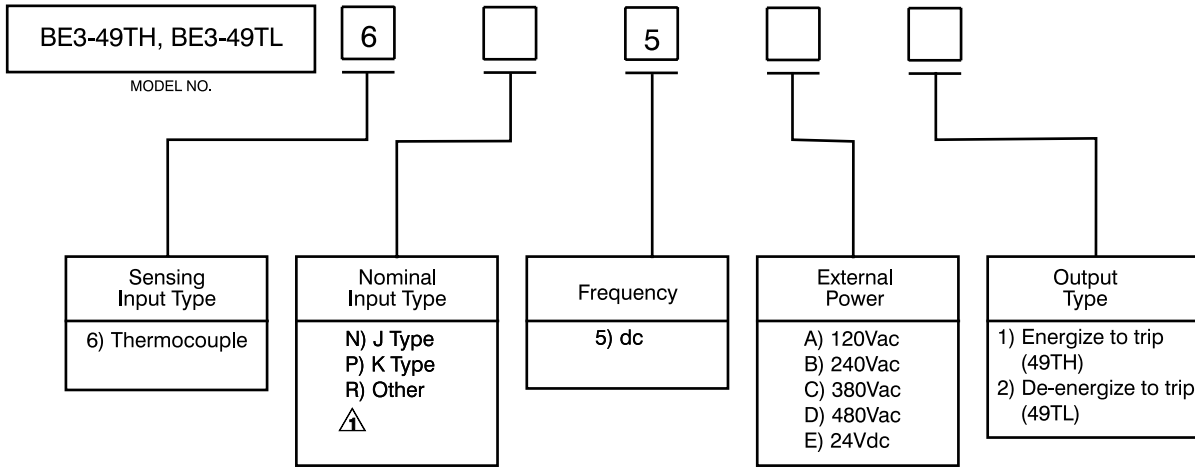 BE3-49TH, BE3-49TL
6
5
MODEL NO.
Sensing
Input Type
6) Thermocouple
Nominal
Input Type
N) J Type
P) K Type
R) Other
1
Frequency
5) dc
External
Power
A) 120Vac
B) 240Vac
C) 380Vac
D) 480Vac
E) 24Vdc
Output
Type
1) Energize to trip
(49TH)
2) De-energize to trip
(49TL)